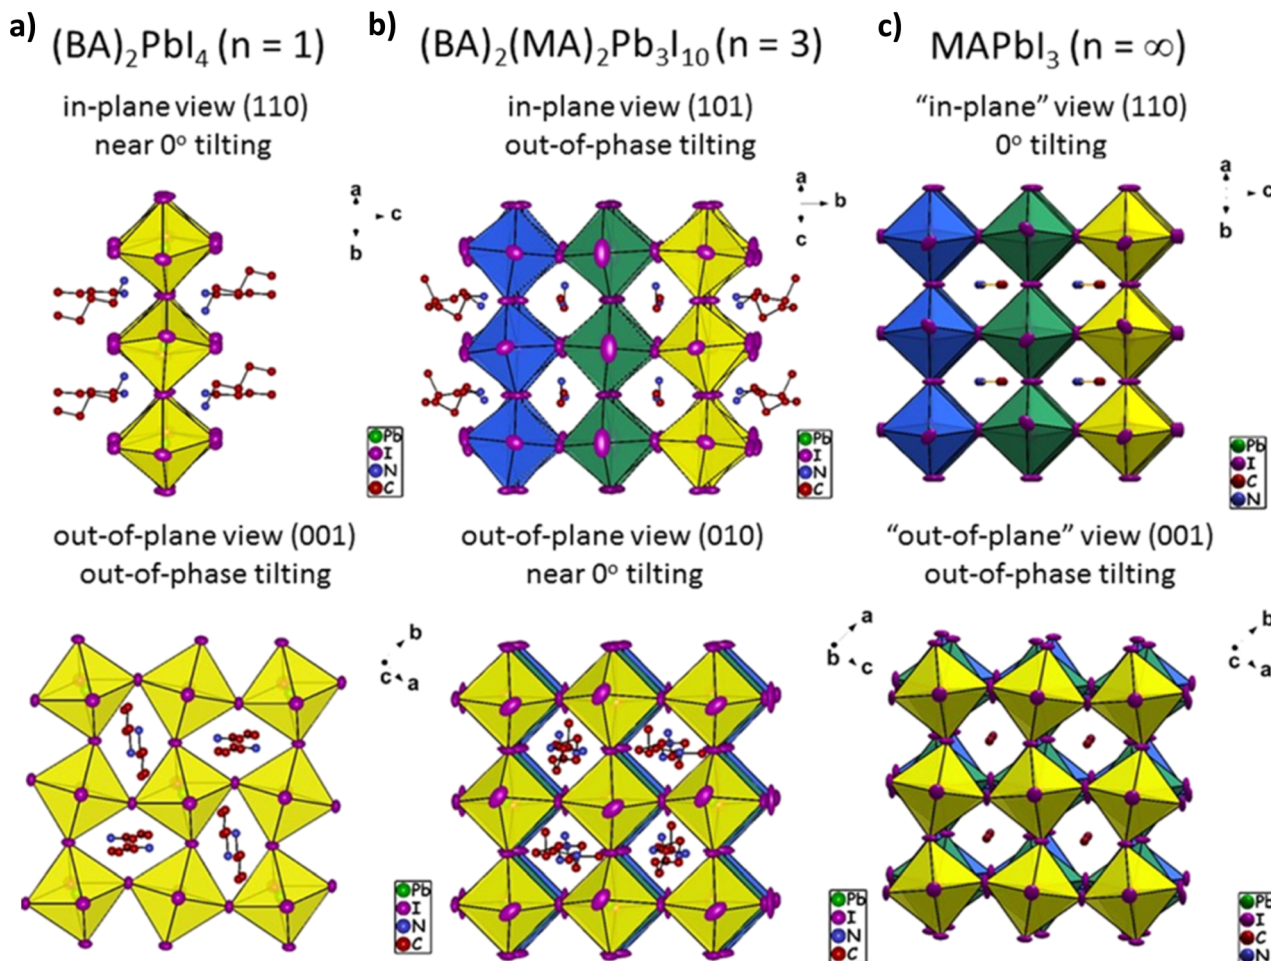 a) (BA)₂PbI₄ (n = 1)
in-plane view (110)
near 0° tilting
a
c
b
Pb
I
N
C
out-of-plane view (001)
out-of-phase tilting
b
c
a
Pb
I
N
C
b) (BA)₂(MA)₂Pb₃I₁₀ (n = 3)
in-plane view (101)
out-of-phase tilting
a
b
c
Pb
I
N
C
out-of-plane view (010)
near 0° tilting
a
b
c
Pb
I
N
C
c) MAPbI₃ (n = ∞)
“in-plane” view (110)
0° tilting
a
c
b
Pb
I
C
N
“out-of-plane” view (001)
out-of-phase tilting
b
c
a
Pb
I
C
N